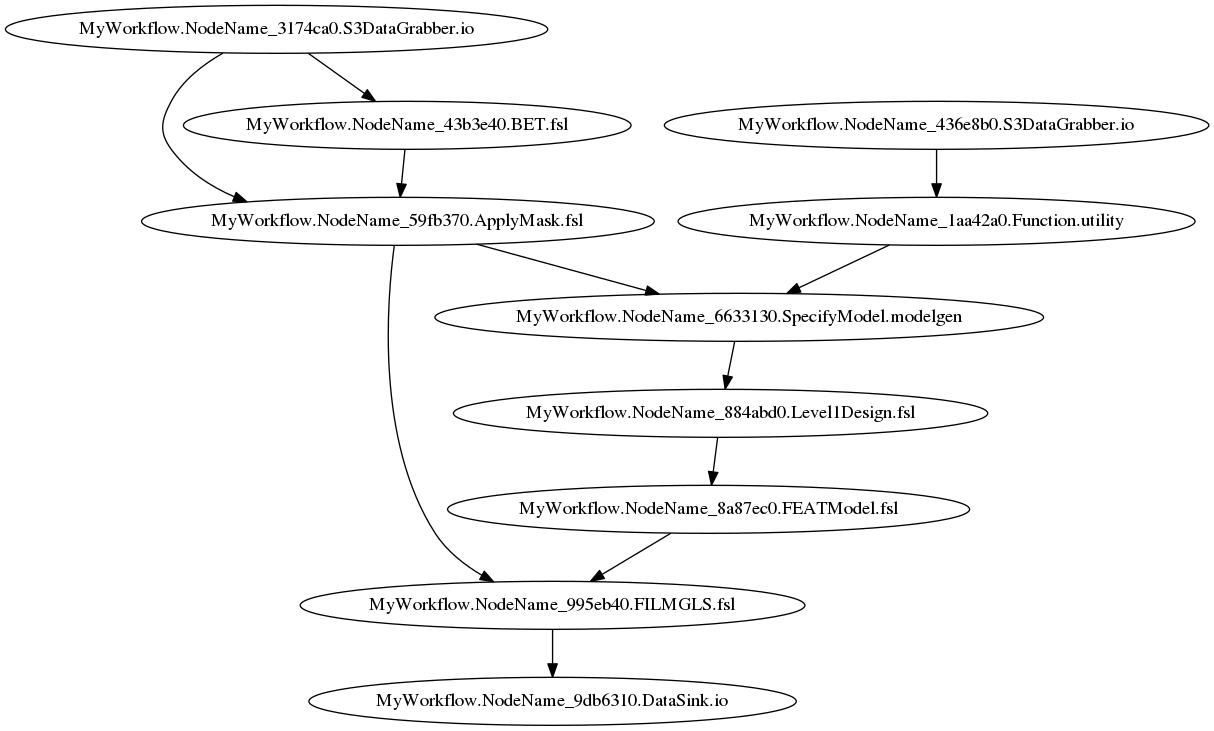 MyWorkflow.NodeName_3174ca0.S3DataGrabber.io
MyWorkflow.NodeName_43b3e40.BET.fsl
MyWorkflow.NodeName_436e8b0.S3DataGrabber.io
MyWorkflow.NodeName_59fb370.ApplyMask.fsl
MyWorkflow.NodeName_1aa42a0.Function.utility
MyWorkflow.NodeName_6633130.SpecifyModel.modelgen
MyWorkflow.NodeName_884abd0.Level1Design.fsl
MyWorkflow.NodeName_8a87ec0.FEATModel.fsl
MyWorkflow.NodeName_995eb40.FILMGLS.fsl
MyWorkflow.NodeName_9db6310.DataSink.io